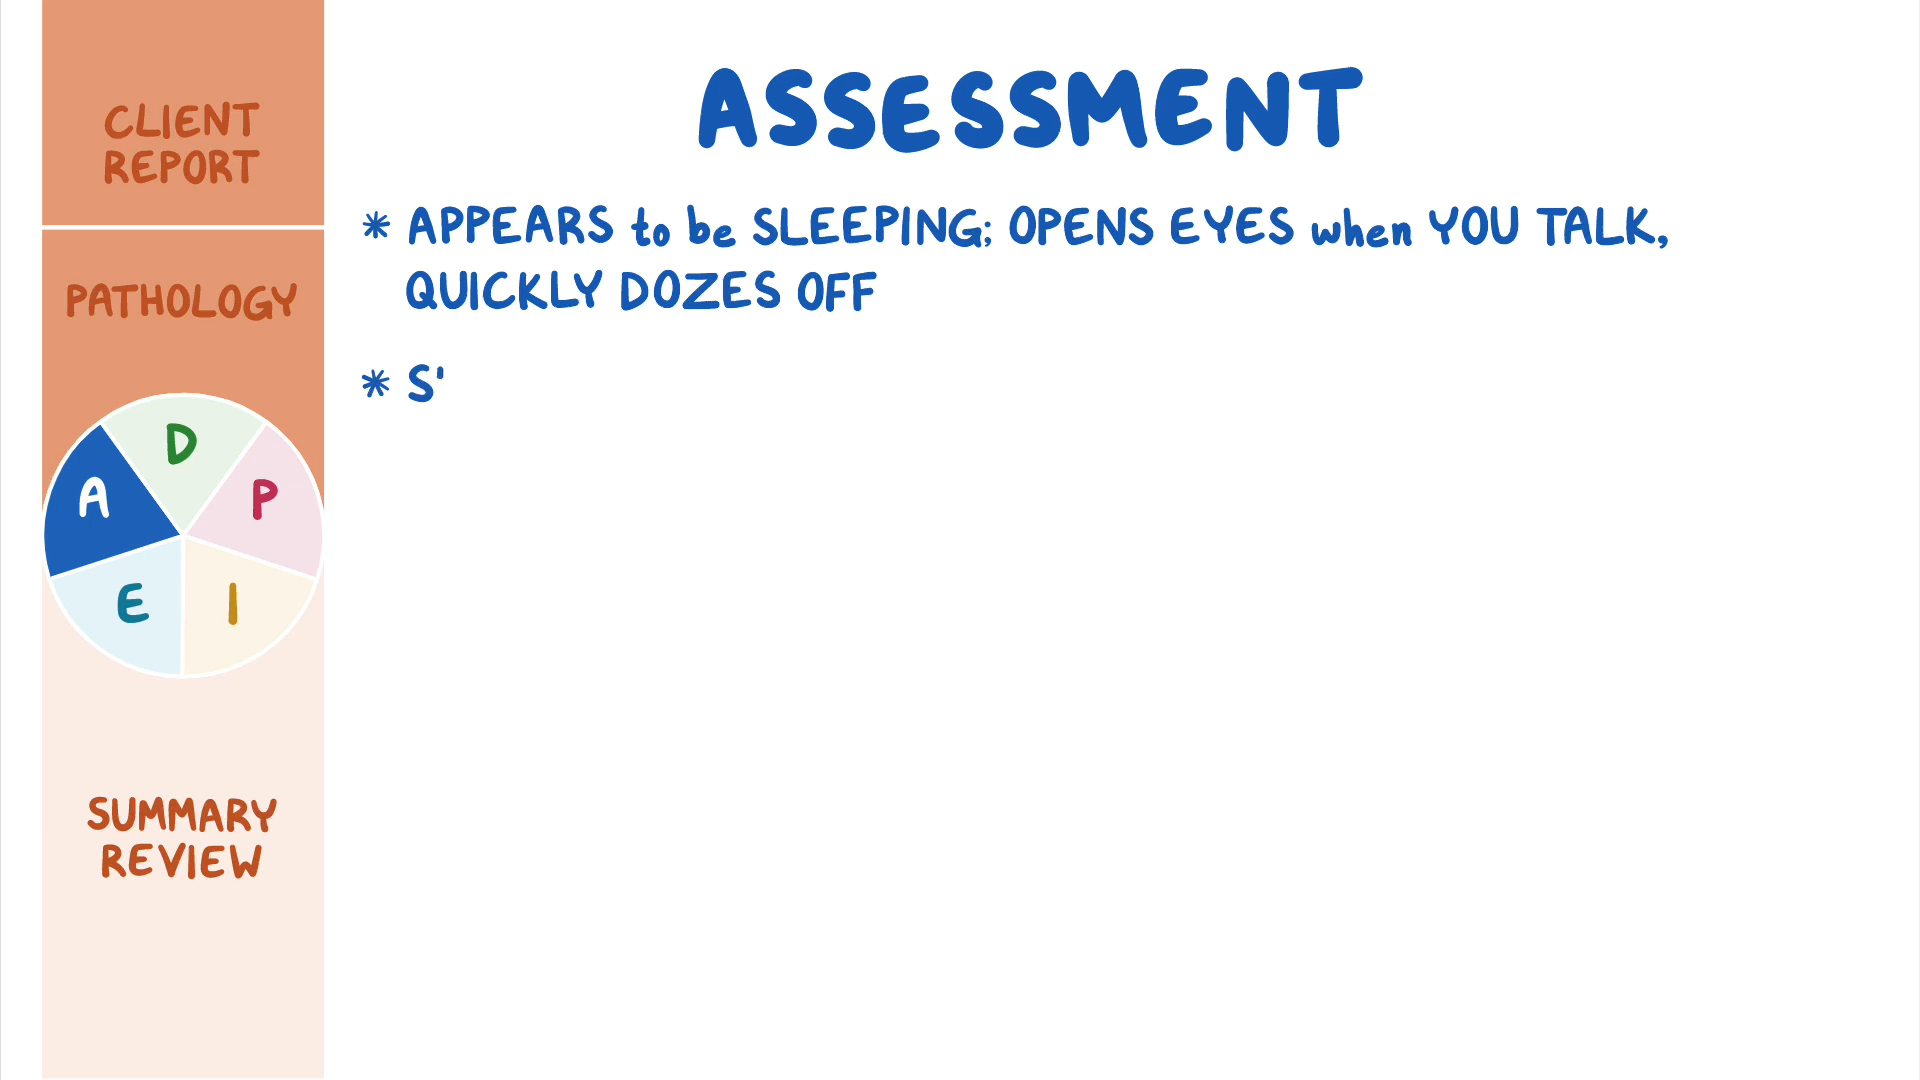 CLIENT
REPORT
PATHOLOGY
D
A
P
E
I
SUMMARY
REVIEW
ASSESSMENT
* APPEARS to be SLEEPING; OPENS EYES when YOU TALK,
QUICKLY DOZES OFF
* S'